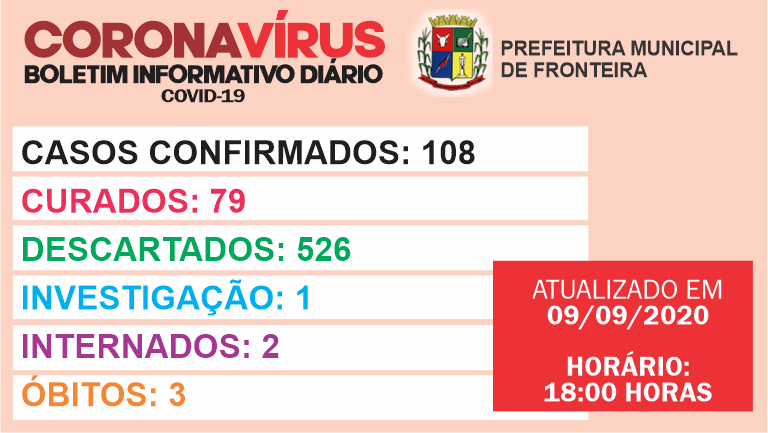 CORONAVÍRUS
BOLETIM INFORMATIVO DIÁRIO
COVID-19
PREFEITURA MUNICIPAL
DE FRONTEIRA
CASOS CONFIRMADOS: 108
CURADOS: 79
DESCARTADOS: 526
INVESTIGAÇÃO: 1
INTERNADOS: 2
ÓBITOS: 3
ATUALIZADO EM
09/09/2020
HORÁRIO:
18:00 HORAS